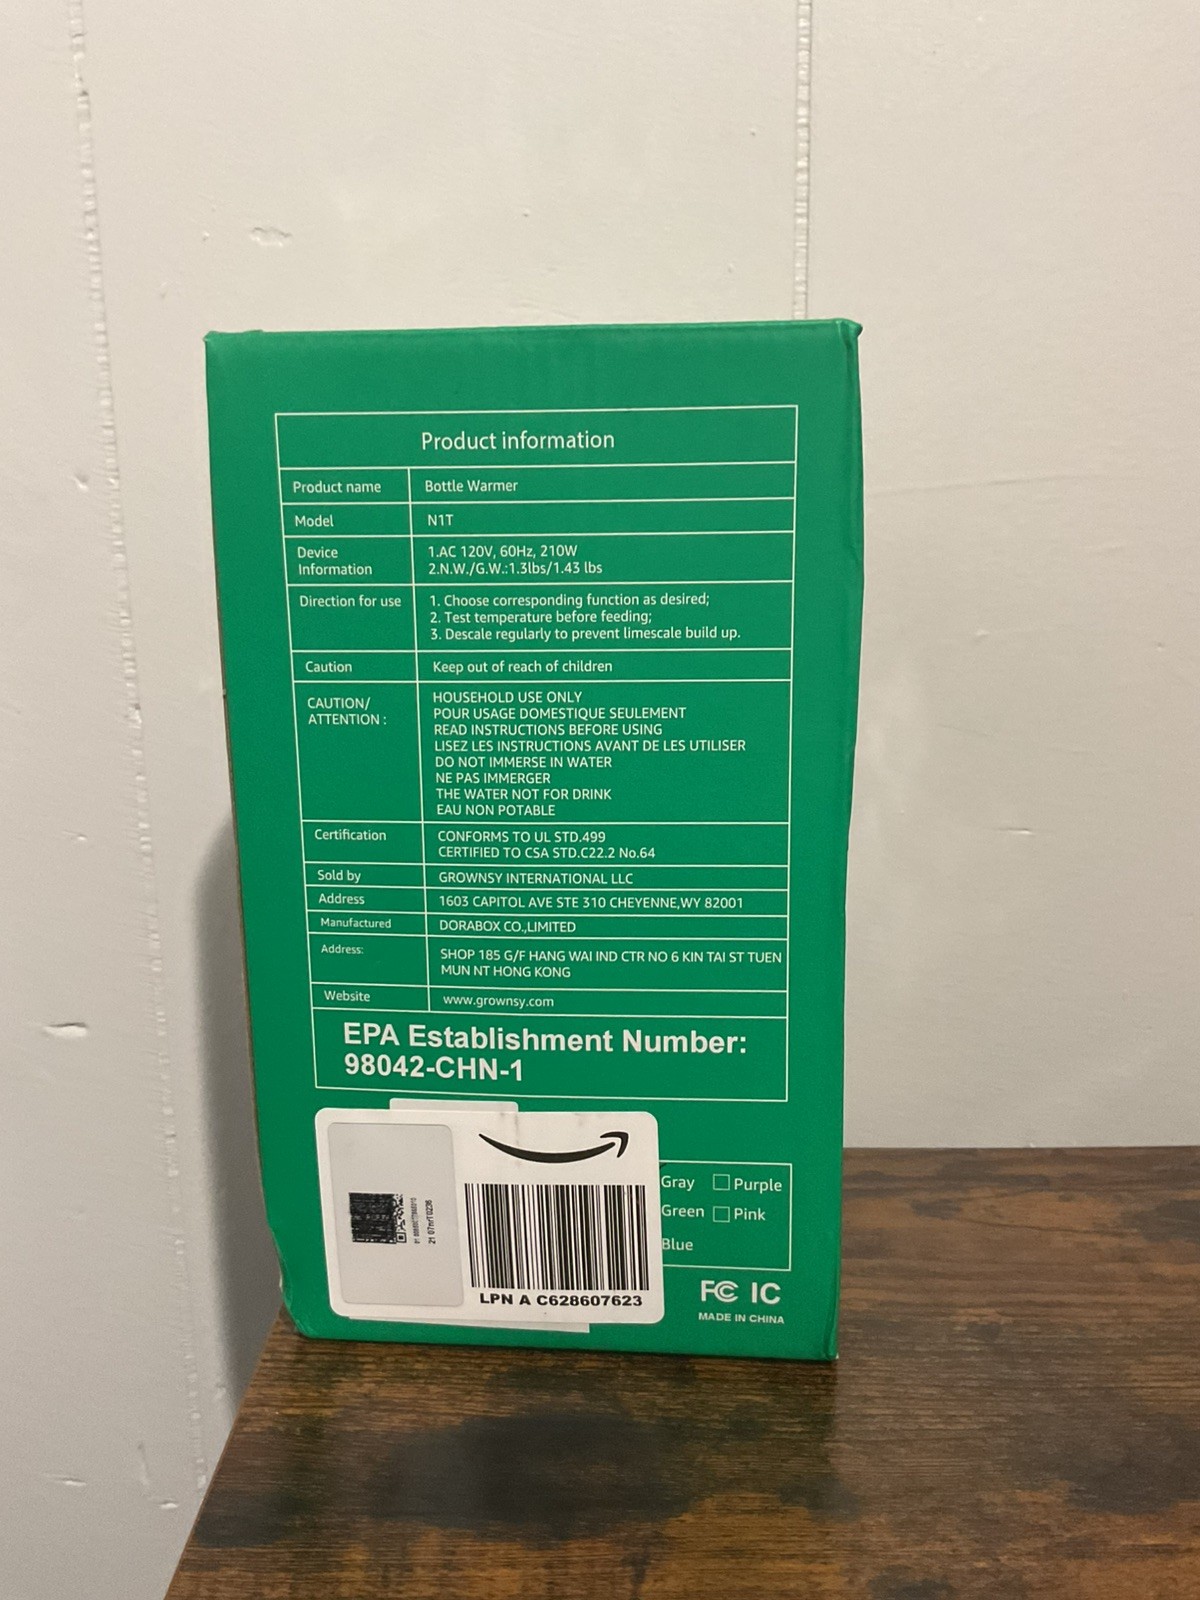 Product information
Product name Bottle Warmer
Model N1T
Device Information 1.AC 120V, 60Hz, 210W
2.N.W./G.W.:1.3lbs/1.43 lbs
Direction for use 1. Choose corresponding function as desired;
2. Test temperature before feeding;
3. Descale regularly to prevent limescale build up.
Caution Keep out of reach of children
CAUTION/ ATTENTION : HOUSEHOLD USE ONLY
POUR USAGE DOMESTIQUE SEULEMENT
READ INSTRUCTIONS BEFORE USING
LISEZ LES INSTRUCTIONS AVANT DE LES UTILISER
DO NOT IMMERSE IN WATER
NE PAS IMMERGER
THE WATER NOT FOR DRINK
EAU NON POTABLE
Certification CONFORMS TO UL STD.499
CERTIFIED TO CSA STD.C22.2 No.64
Sold by GROWNSY INTERNATIONAL LLC
Address 1603 CAPITOL AVE STE 310 CHEYENNE,WY 82001
Manufactured DORABOX CO.,LIMITED
Address: SHOP 185 G/F HANG WAI IND CTR NO 6 KIN TAI ST TUEN
MUN NT HONG KONG
Website www.grownsy.com
EPA Establishment Number:
98042-CHN-1
Gray Purple
Green Pink
Blue
LPN A C628607623
FC IC
MADE IN CHINA